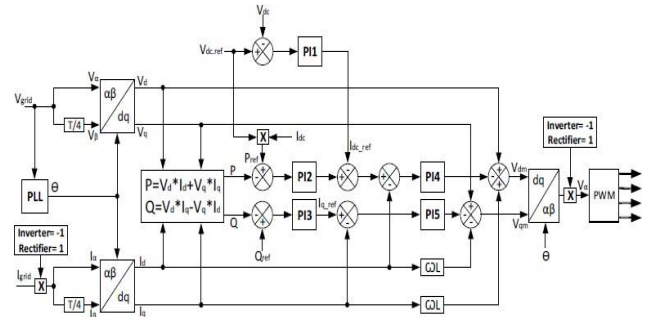 Vdc
Vdc.ref
PI1
Vα
Vd
Vgrid
αβ
dq
T/4
Vβ
Vq
X
Idc
Idc_ref
Pref
Inverter= -1
Rectifier= 1
PLL
Θ
P=Vd*Id+Vq*Iq
Q=Vd*Iq-Vq*Id
P
PI2
PI4
Vdm
dq
αβ
X
Vα
PWM
Q
PI3
Iq_ref
PI5
Vqm
Qref
Θ
Inverter= -1
Rectifier= 1
Iα
Id
ωL
Igrid
X
αβ
dq
T/4
Iq
ωL